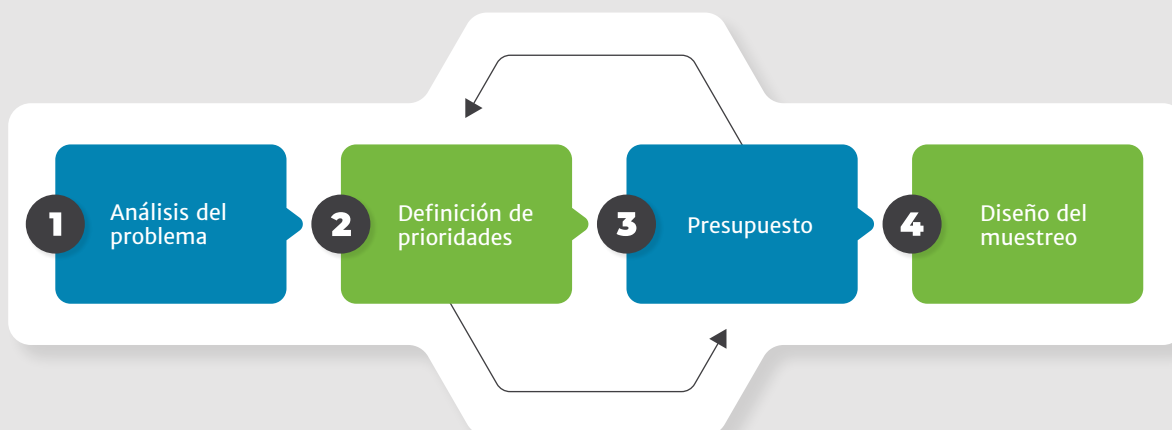 1
Análisis del
problema
2
Definición de
prioridades
3
Presupuesto
4
Diseño del
muestreo